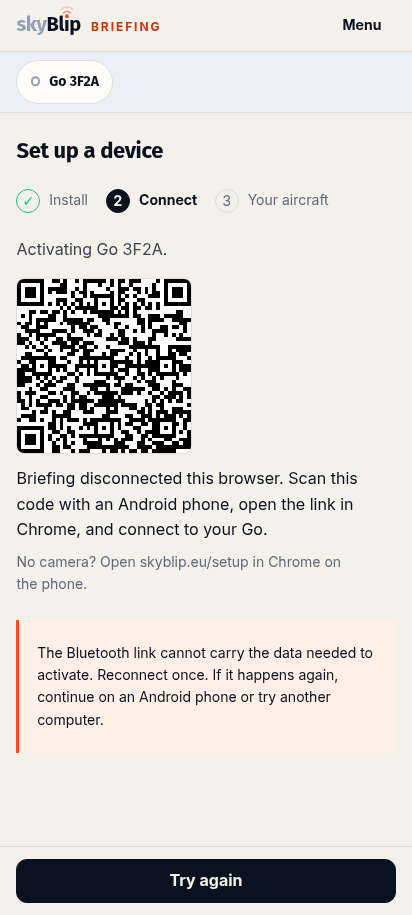 skyBlip BRIEFING
Menu
Go 3F2A
Set up a device
✓ Install 2 Connect 3 Your aircraft
Activating Go 3F2A.
Briefing disconnected this browser. Scan this
code with an Android phone, open the link in
Chrome, and connect to your Go.
No camera? Open skyblip.eu/setup in Chrome on
the phone.
The Bluetooth link cannot carry the data needed to
activate. Reconnect once. If it happens again,
continue on an Android phone or try another
computer.
Try again